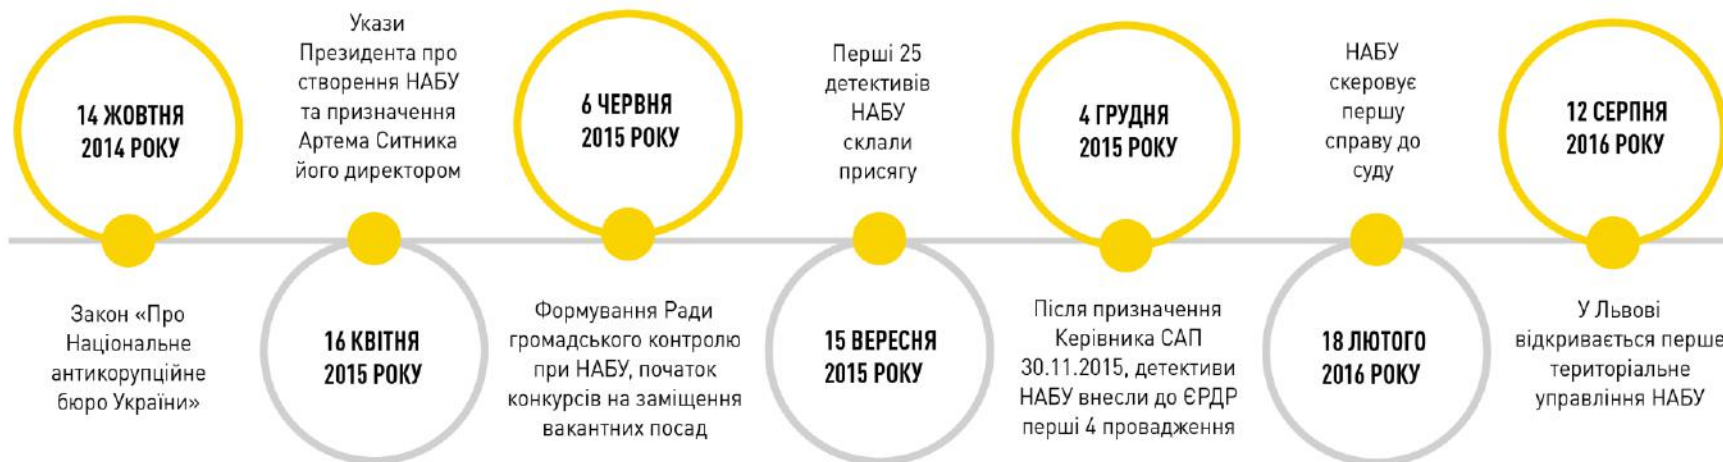 14 ЖОВТНЯ
2014 РОКУ
Закон «Про
Національне
антикорупційне
бюро України»
Укази
Президента про
створення НАБУ
та призначення
Артема Ситника
його директором
16 КВІТНЯ
2015 РОКУ
6 ЧЕРВНЯ
2015 РОКУ
Формування Ради
громадського контролю
при НАБУ, початок
конкурсів на заміщення
вакантних посад
Перші 25
детективів
НАБУ
склали
присягу
15 ВЕРЕСНЯ
2015 РОКУ
4 ГРУДНЯ
2015 РОКУ
Після призначення
Керівника САП
30.11.2015, детективи
НАБУ внесли до ЄРДР
перші 4 провадження
НАБУ
скеровує
першу
справу до
суду
18 ЛЮТОГО
2016 РОКУ
12 СЕРПНЯ
2016 РОКУ
У Львові
відкривається перше
територіальне
управління НАБУ